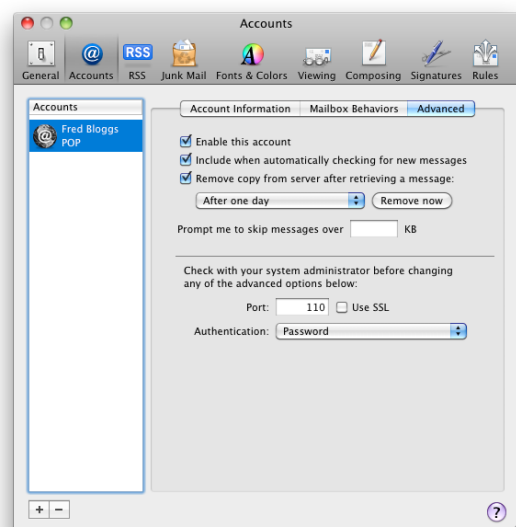 Accounts
General Accounts RSS Junk Mail Fonts & Colors Viewing Composing Signatures Rules
RSS
Accounts
Fred Bloggs
POP
Account Information Mailbox Behaviors Advanced
Enable this account
Include when automatically checking for new messages
Remove copy from server after retrieving a message:
After one day Remove now
Prompt me to skip messages over KB
Check with your system administrator before changing
any of the advanced options below:
Port: 110 Use SSL
Authentication: Password
+ −
?